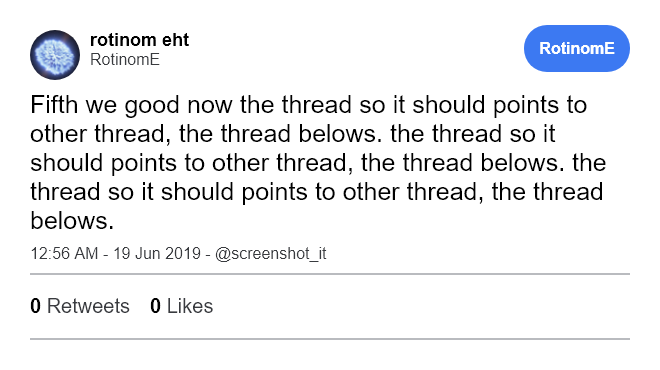 rotinom eht
RotinomE
RotinomE
Fifth we good now the thread so it should points to
other thread, the thread belows. the thread so it
should points to other thread, the thread belows. the
thread so it should points to other thread, the thread
belows.
12:56 AM - 19 Jun 2019 - @screenshot_it
0 Retweets 0 Likes